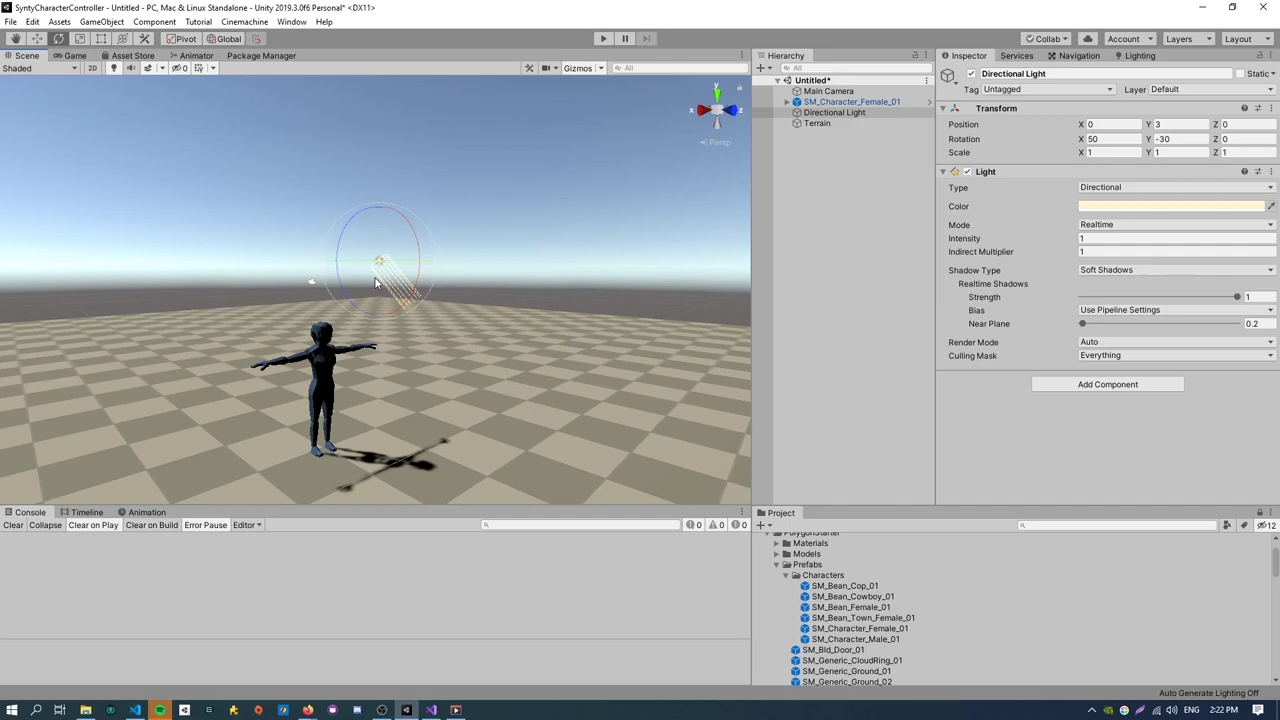 SyntyCharacterController - Untitled - PC, Mac & Linux Standalone - Unity 2019.3.0f6 Personal* <DX11>
File Edit Assets GameObject Component Tutorial Cinemachine Window Help
Pivot Global Collab Account Layers Layout
Scene Game Asset Store Animator Package Manager
Shaded 2D 0 Gizmos All
y
x z
Persp
Hierarchy
All
Untitled*
Main Camera
SM_Character_Female_01
Directional Light
Terrain
Inspector Services Navigation Lighting
Directional Light Static
Tag Untagged Layer Default
Transform
Position X 0 Y 3 Z 0
Rotation X 50 Y -30 Z 0
Scale X 1 Y 1 Z 1
Light
Type Directional
Color
Mode Realtime
Intensity 1
Indirect Multiplier 1
Shadow Type Soft Shadows
Realtime Shadows
Strength 1
Bias Use Pipeline Settings
Near Plane 0.2
Render Mode Auto
Culling Mask Everything
Add Component
Console Timeline Animation
Clear Collapse Clear on Play Clear on Build Error Pause Editor 0 0 0
Project
12
PolygonStarter
Materials
Models
Prefabs
Characters
SM_Bean_Cop_01
SM_Bean_Cowboy_01
SM_Bean_Female_01
SM_Bean_Town_Female_01
SM_Character_Female_01
SM_Character_Male_01
SM_Bld_Door_01
SM_Generic_CloudRing_01
SM_Generic_Ground_01
SM_Generic_Ground_02
Auto Generate Lighting Off
2:22 PM